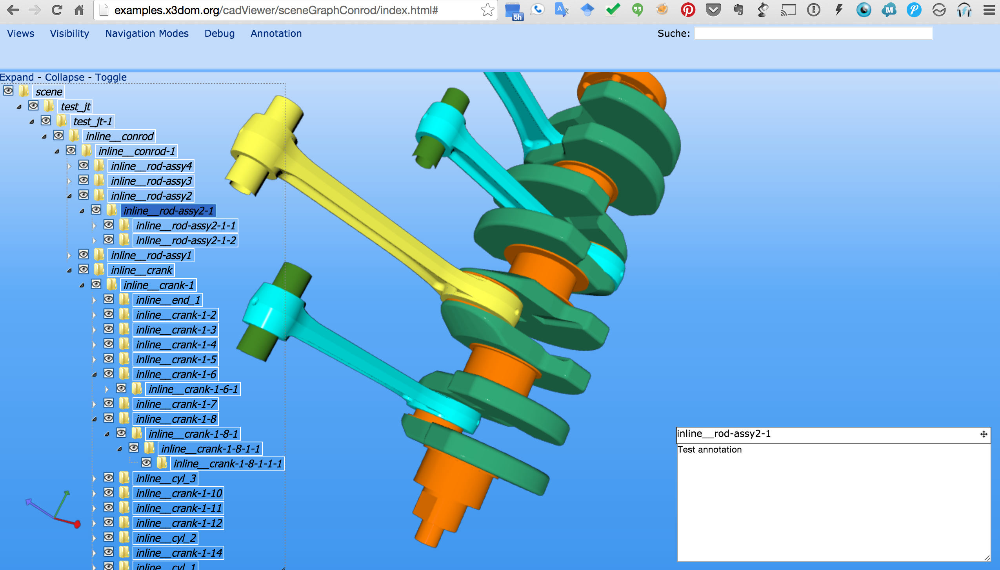 examples.x3dom.org/cadViewer/sceneGraphConrod/index.html#
5h
Views Visibility Navigation Modes Debug Annotation Suche:
Expand - Collapse - Toggle
scene
test_jt
test_jt-1
inline__conrod
inline__conrod-1
inline__rod-assy4
inline__rod-assy3
inline__rod-assy2
inline__rod-assy2-1
inline__rod-assy2-1-1
inline__rod-assy2-1-2
inline__rod-assy1
inline__crank
inline__crank-1
inline__end_1
inline__crank-1-2
inline__crank-1-3
inline__crank-1-4
inline__crank-1-5
inline__crank-1-6
inline__crank-1-6-1
inline__crank-1-7
inline__crank-1-8
inline__crank-1-8-1
inline__crank-1-8-1-1
inline__crank-1-8-1-1-1
inline__cyl_3
inline__crank-1-10
inline__crank-1-11
inline__crank-1-12
inline__cyl_2
inline__crank-1-14
inline__cyl_1
inline__rod-assy2-1
Test annotation